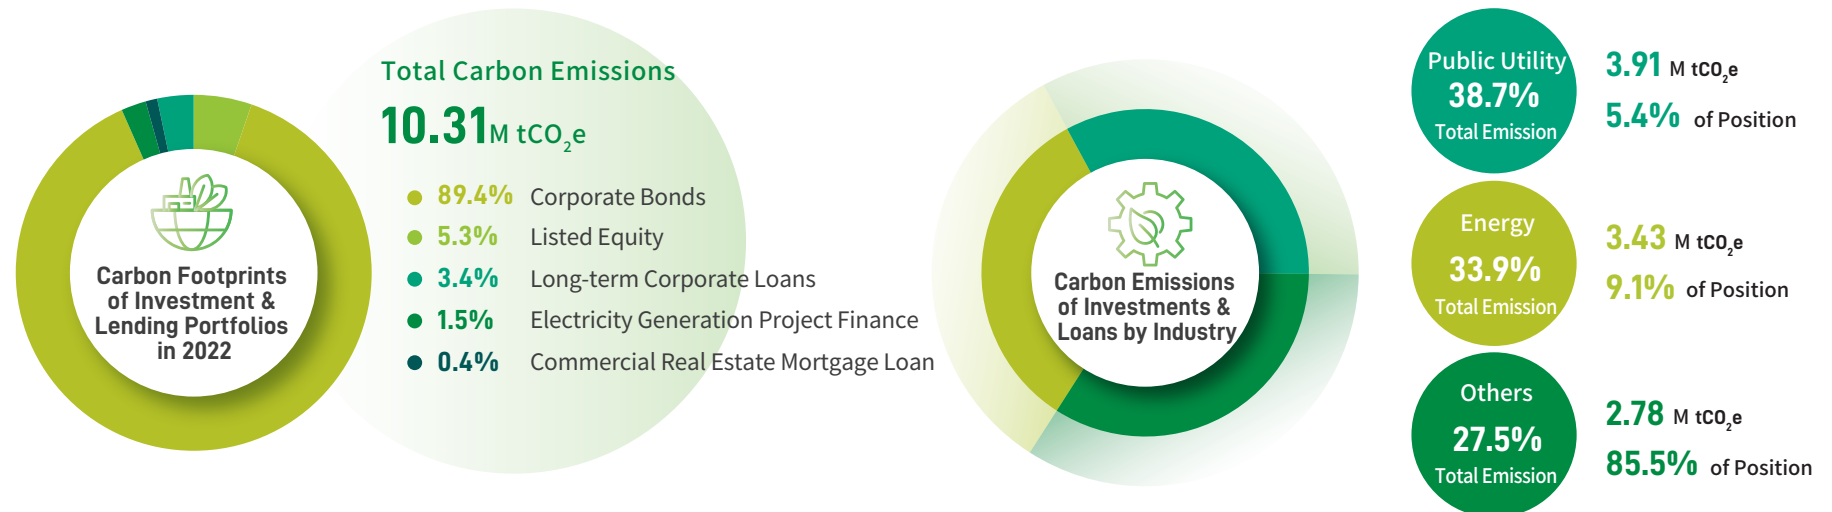 Carbon Footprints
of Investment &
Lending Portfolios
in 2022
Total Carbon Emissions
10.31 M tCO₂e
89.4% Corporate Bonds
5.3% Listed Equity
3.4% Long-term Corporate Loans
1.5% Electricity Generation Project Finance
0.4% Commercial Real Estate Mortgage Loan
Carbon Emissions
of Investments &
Loans by Industry
Public Utility
38.7%
Total Emission
3.91 M tCO₂e
5.4% of Position
Energy
33.9%
Total Emission
3.43 M tCO₂e
9.1% of Position
Others
27.5%
Total Emission
2.78 M tCO₂e
85.5% of Position